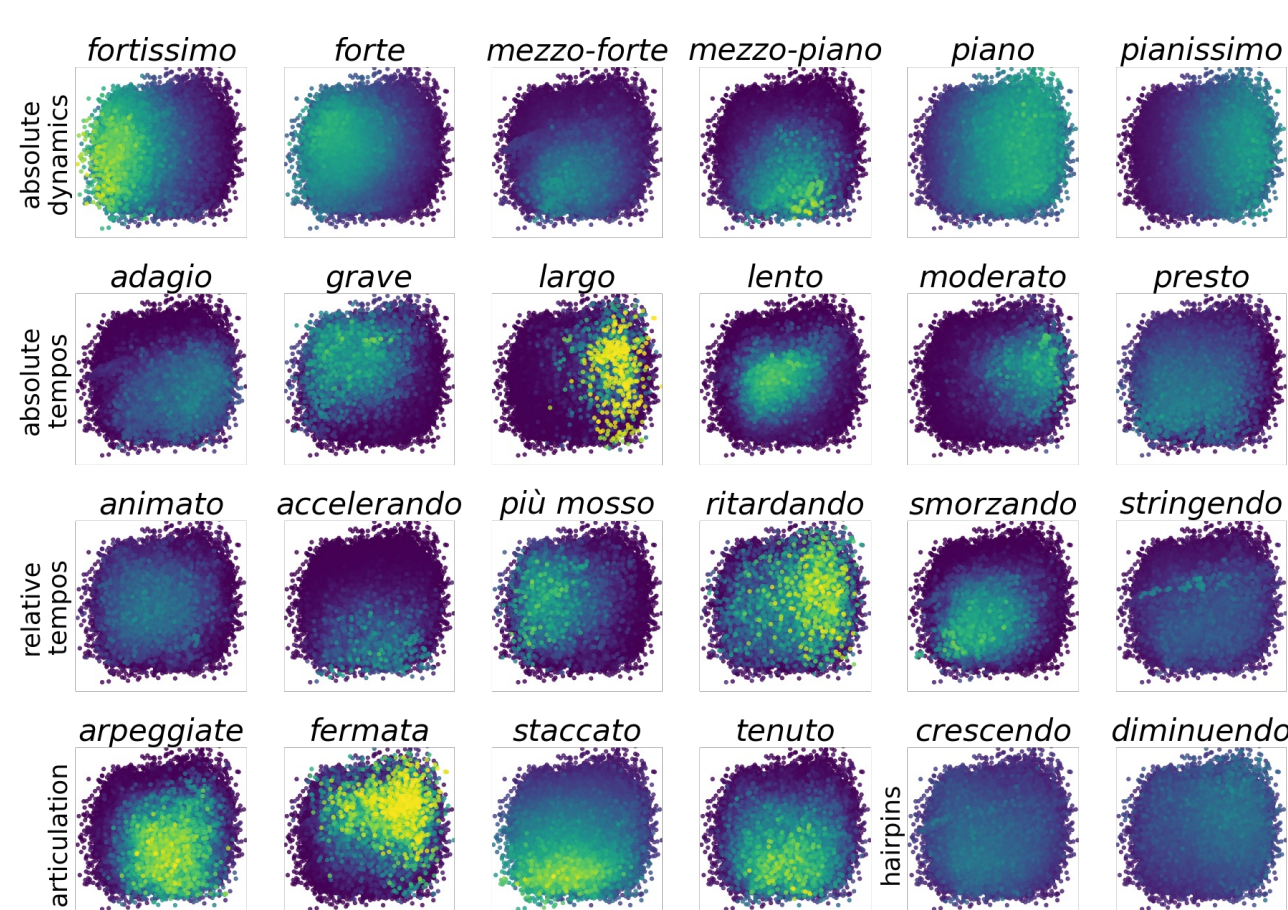 fortissimo forte mezzo-forte mezzo-piano piano pianissimo
absolute
dynamics
adagio grave largo lento moderato presto
absolute
tempos
animato accelerando più mosso ritardando smorzando stringendo
relative
tempos
arpeggiate fermata staccato tenuto crescendo diminuendo
articulation
hairpins